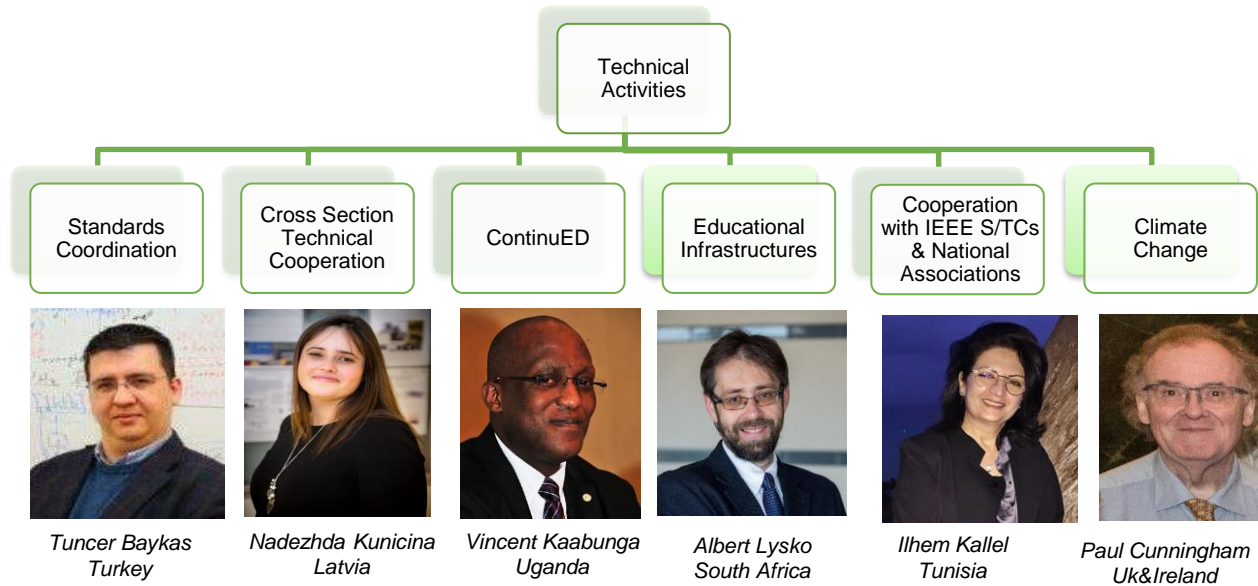 Technical
Activities
Standards
Coordination
Cross Section
Technical
Cooperation
ContinuED
Educational
Infrastructures
Cooperation
with IEEE S/TCs
& National
Associations
Climate
Change
Tuncer Baykas
Turkey
Nadezhda Kunicina
Latvia
Vincent Kaabunga
Uganda
Albert Lysko
South Africa
Ilhem Kallel
Tunisia
Paul Cunningham
Uk&Ireland